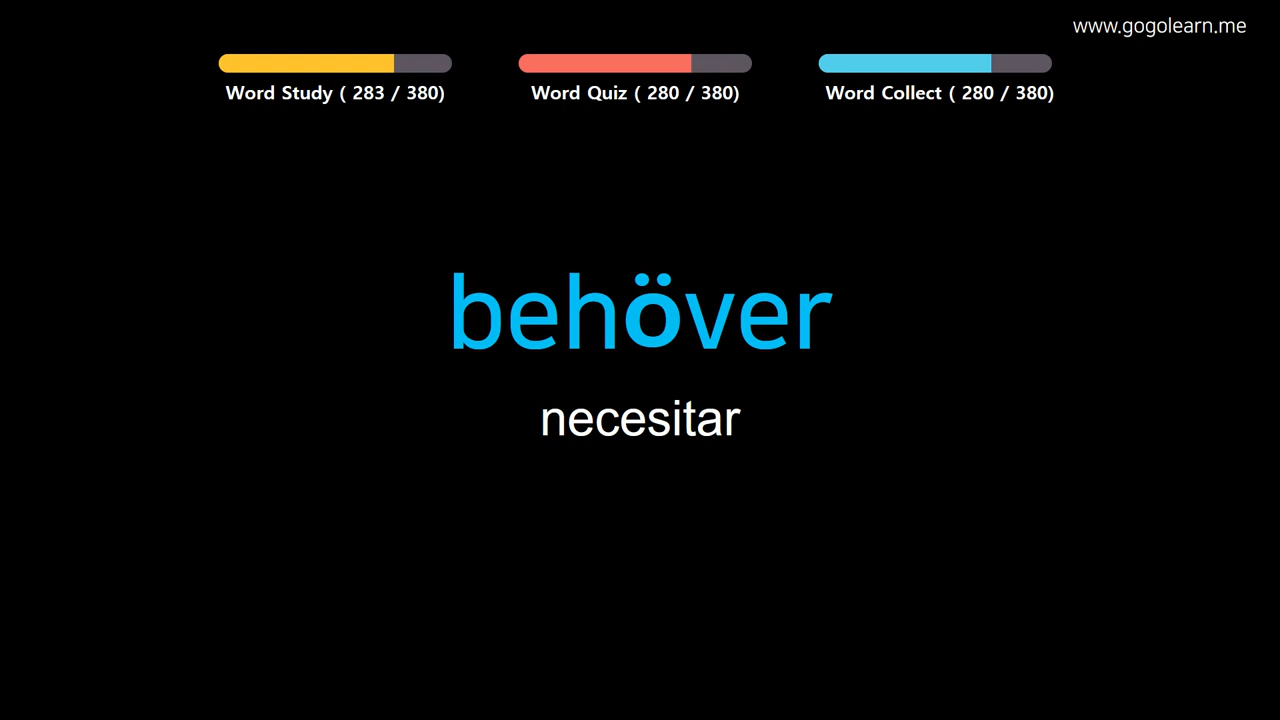 www.gogolearn.me
Word Study ( 283 / 380)
Word Quiz ( 280 / 380)
Word Collect ( 280 / 380)
behöver
necesitar